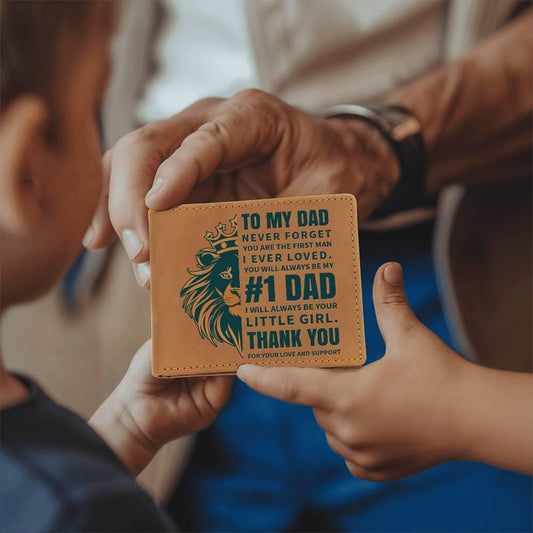 TO MY DAD
NEVER FORGET
YOU ARE THE FIRST MAN
I EVER LOVED.
YOU WILL ALWAYS BE MY
#1 DAD
I WILL ALWAYS BE YOUR
LITTLE GIRL.
THANK YOU
FOR YOUR LOVE AND SUPPORT